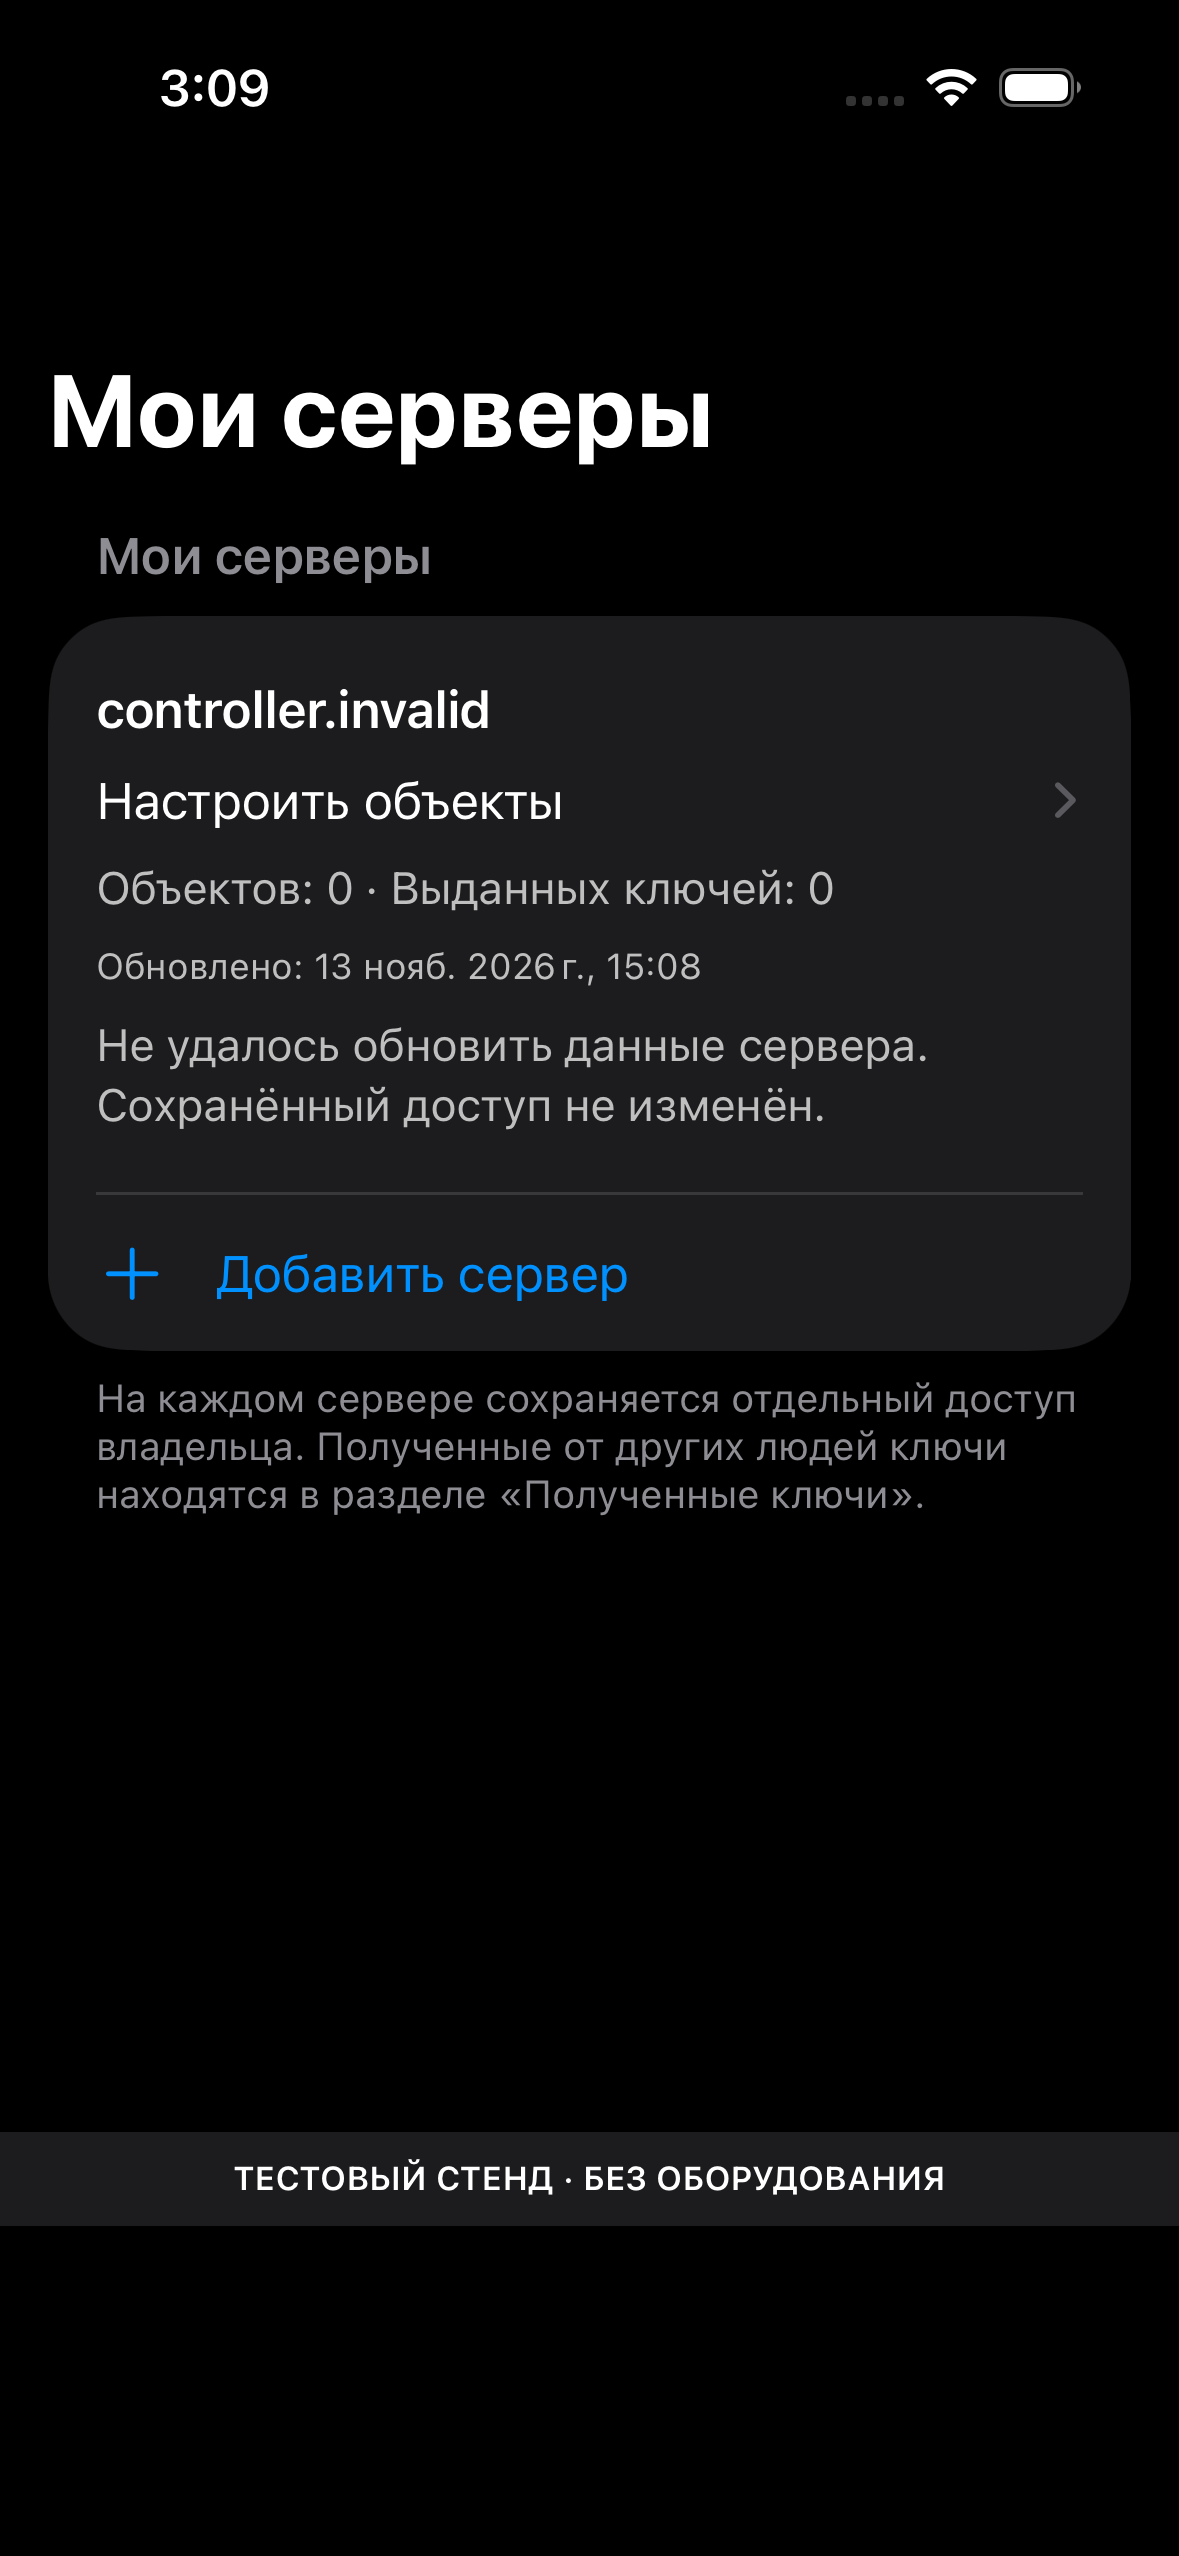 3:09
Мои серверы
Мои серверы
controller.invalid
Настроить объекты
Объектов: 0 · Выданных ключей: 0
Обновлено: 13 нояб. 2026 г., 15:08
Не удалось обновить данные сервера.
Сохранённый доступ не изменён.
Добавить сервер
На каждом сервере сохраняется отдельный доступ
владельца. Полученные от других людей ключи
находятся в разделе «Полученные ключи».
ТЕСТОВЫЙ СТЕНД · БЕЗ ОБОРУДОВАНИЯ